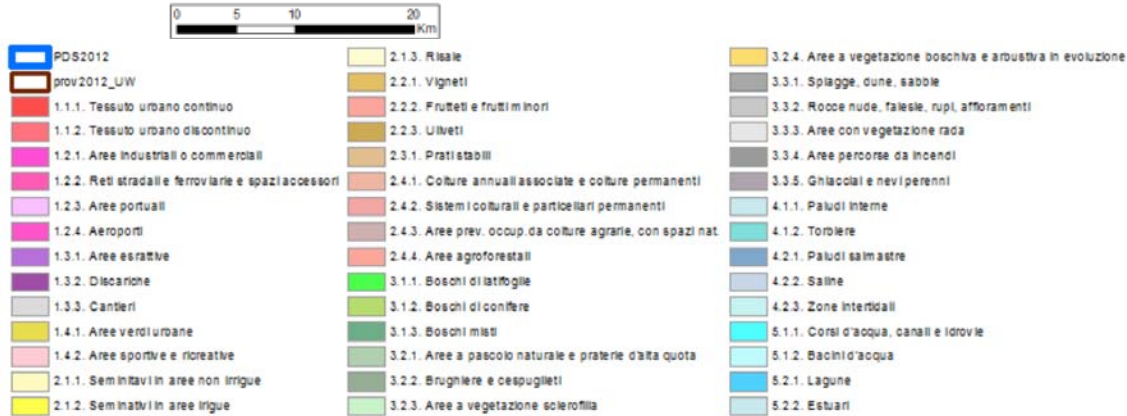 0 5 10 20
Km
PDS2012
prov2012_UW
1.1.1. Tessuto urbano continuo
1.1.2. Tessuto urbano discontinuo
1.2.1. Aree industriali o commerciali
1.2.2. Reti stradali e ferroviarie e spazi accessori
1.2.3. Aree portuali
1.2.4. Aeroporti
1.3.1. Aree esrattive
1.3.2. Discariche
1.3.3. Cantieri
1.4.1. Aree verdi urbane
1.4.2. Aree sportive e ricreative
2.1.1. Seminitavi in aree non irrigue
2.1.2. Seminativi in aree irigue
2.1.3. Risaie
2.2.1. Vigneti
2.2.2. Frutteti e frutti minori
2.2.3. Uliveti
2.3.1. Prati stabili
2.4.1. Colture annuali associate e colture permanenti
2.4.2. Sistemi colturali e particellari permanenti
2.4.3. Aree prev. occup.da colture agrarie, con spazi nat.
2.4.4. Aree agroforestali
3.1.1. Boschi di latifoglie
3.1.2. Boschi di conifere
3.1.3. Boschi misti
3.2.1. Aree a pascolo naturale e praterie d'alta quota
3.2.2. Brughiere e cespuglieti
3.2.3. Aree a vegetazione sclerofilla
3.2.4. Aree a vegetazione boschiva e arbustiva in evoluzione
3.3.1. Spiagge, dune, sabbie
3.3.2. Rocce nude, falesie, rupi, affioramenti
3.3.3. Aree con vegetazione rada
3.3.4. Aree percorse da incendi
3.3.5. Ghiacciai e nevi perenni
4.1.1. Paludi interne
4.1.2. Torbiere
4.2.1. Paludi salmastre
4.2.2. Saline
4.2.3. Zone intertidali
5.1.1. Corsi d'acqua, canali e idrovie
5.1.2. Bacini d'acqua
5.2.1. Lagune
5.2.2. Estuari